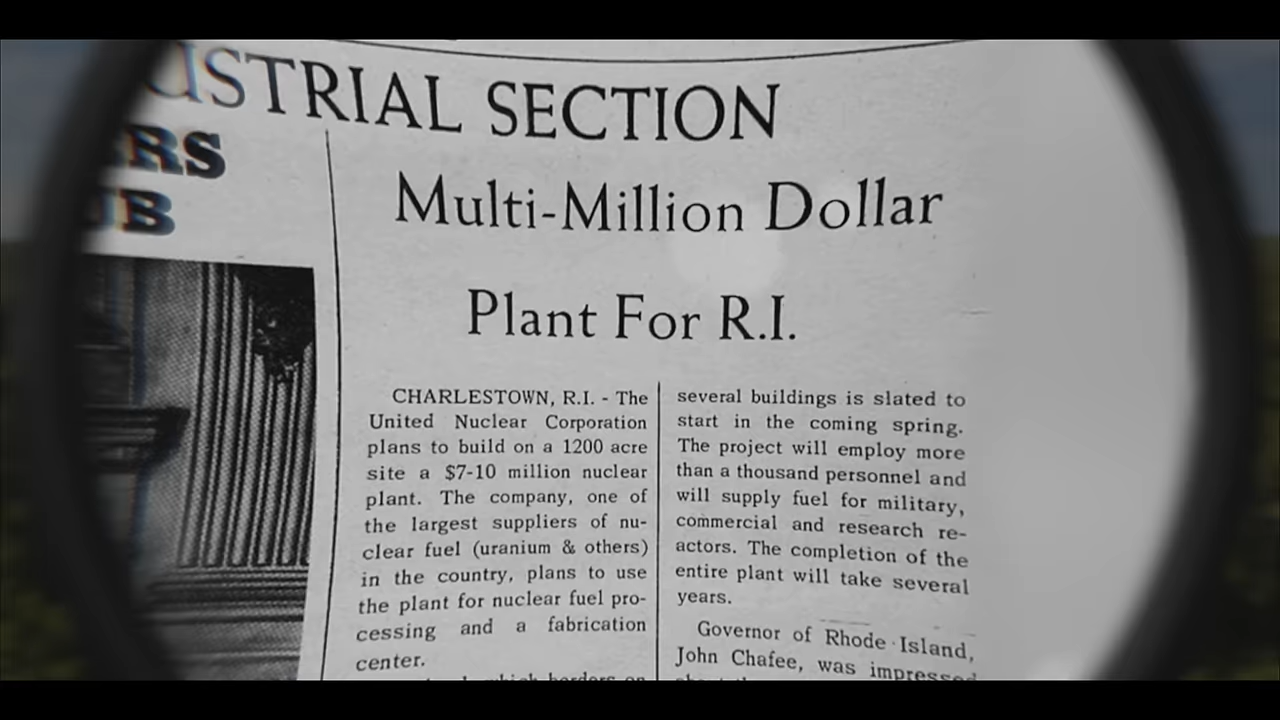 USTRIAL SECTION
RS
UB
Multi-Million Dollar
Plant For R.I.
CHARLESTOWN, R.I. - The
United Nuclear Corporation
plans to build on a 1200 acre
site a $7-10 million nuclear
plant. The company, one of
the largest suppliers of nu-
clear fuel (uranium & others)
in the country, plans to use
the plant for nuclear fuel pro-
cessing and a fabrication
center.
which borders on
several buildings is slated to
start in the coming spring.
The project will employ more
than a thousand personnel and
will supply fuel for military,
commercial and research re-
actors. The completion of the
entire plant will take several
years.
Governor of Rhode Island,
John Chafee, was impressed